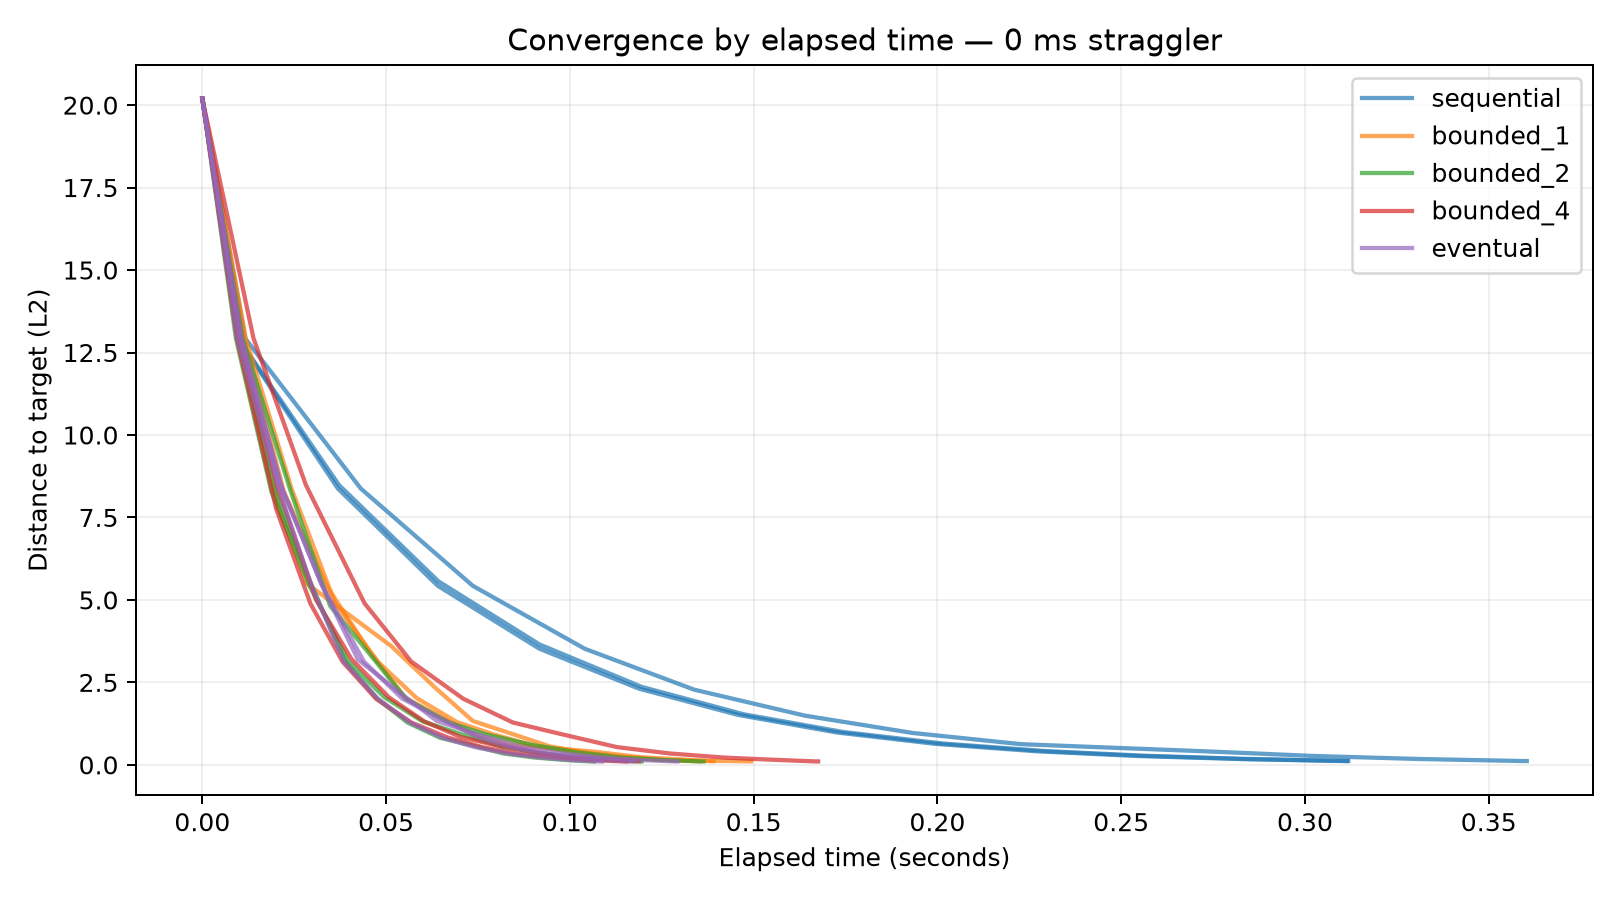 Convergence by elapsed time — 0 ms straggler
sequential
bounded_1
bounded_2
bounded_4
eventual
Distance to target (L2)
20.0
17.5
15.0
12.5
10.0
7.5
5.0
2.5
0.0
0.00 0.05 0.10 0.15 0.20 0.25 0.30 0.35
Elapsed time (seconds)